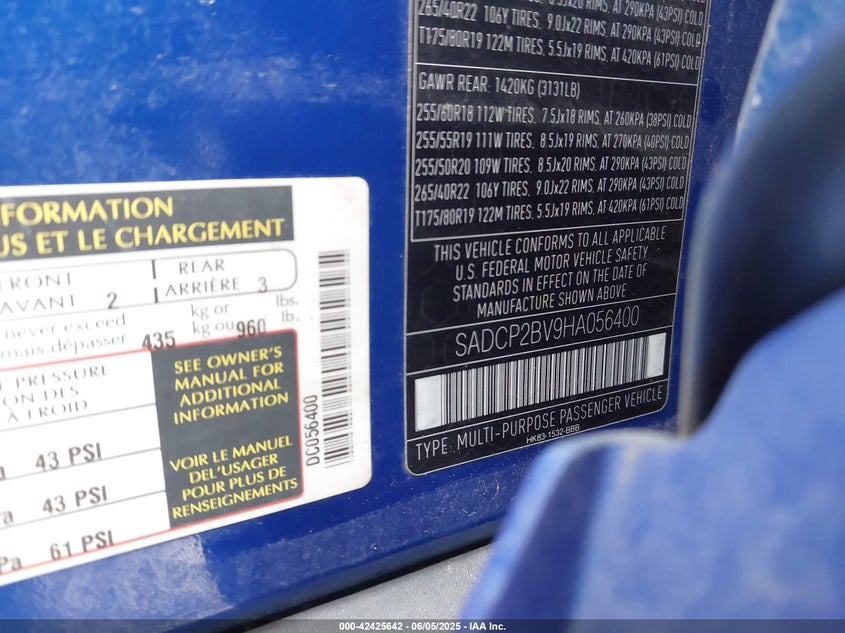 265/40R22 106Y TIRES, 9.0Jx22 RIMS, AT 290KPA (43PSI) COLD
T175/80R19 122M TIRES, 5.5Jx19 RIMS, AT 420KPA (61PSI) COLD
GAWR REAR: 1420KG (3131LB)
255/60R18 112W TIRES, 7.5Jx18 RIMS, AT 260KPA (38PSI) COLD
255/55R19 111W TIRES, 8.5Jx19 RIMS, AT 270KPA (40PSI) COLD
255/50R20 109W TIRES, 8.5Jx20 RIMS, AT 290KPA (43PSI) COLD
265/40R22 106Y TIRES, 9.0Jx22 RIMS, AT 290KPA (43PSI) COLD
T175/80R19 122M TIRES, 5.5Jx19 RIMS, AT 420KPA (61PSI) COLD
THIS VEHICLE CONFORMS TO ALL APPLICABLE
U.S. FEDERAL MOTOR VEHICLE SAFETY
STANDARDS IN EFFECT ON THE DATE OF
MANUFACTURE SHOWN ABOVE.
SADCP2BV9HA056400
TYPE: MULTI-PURPOSE PASSENGER VEHICLE
HK83-1532-BBB
FORMATION
US ET LE CHARGEMENT
FRONT
AVANT 2
REAR
ARRIÈRE 3
never exceed
mais dépasser 435
kg or
kg ou 960
lbs.
lb.
PRESSURE
ON DES
À FROID
43 PSI
43 PSI
61 PSI
SEE OWNER'S
MANUAL FOR
ADDITIONAL
INFORMATION
VOIR LE MANUEL
DEL'USAGER
POUR PLUS DE
RENSEIGNEMENTS
DC056400
000-42425642 - 06/05/2025 - IAA Inc.